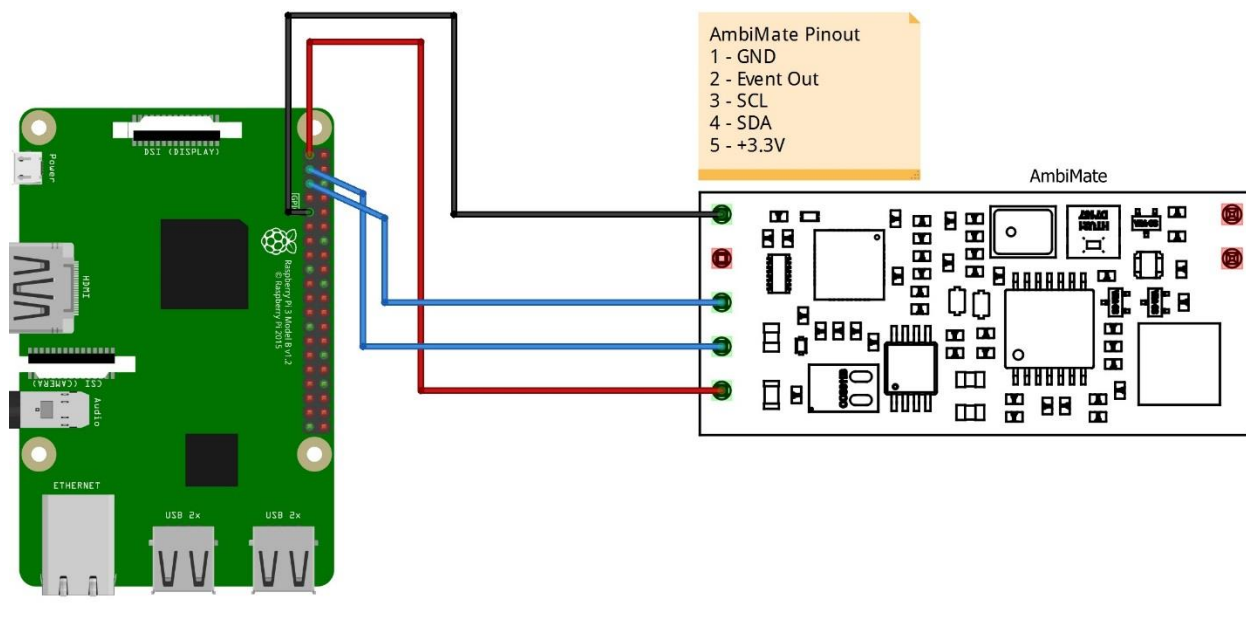 AmbiMate Pinout
1 - GND
2 - Event Out
3 - SCL
4 - SDA
5 - +3.3V
AmbiMate
DSI (DISPLAY)
Power
HDMI
Raspberry Pi 3 Model B v1.2
© Raspberry Pi 2015
CSI (CAMERA)
Audio
ETHERNET
USB 2x
USB 2x